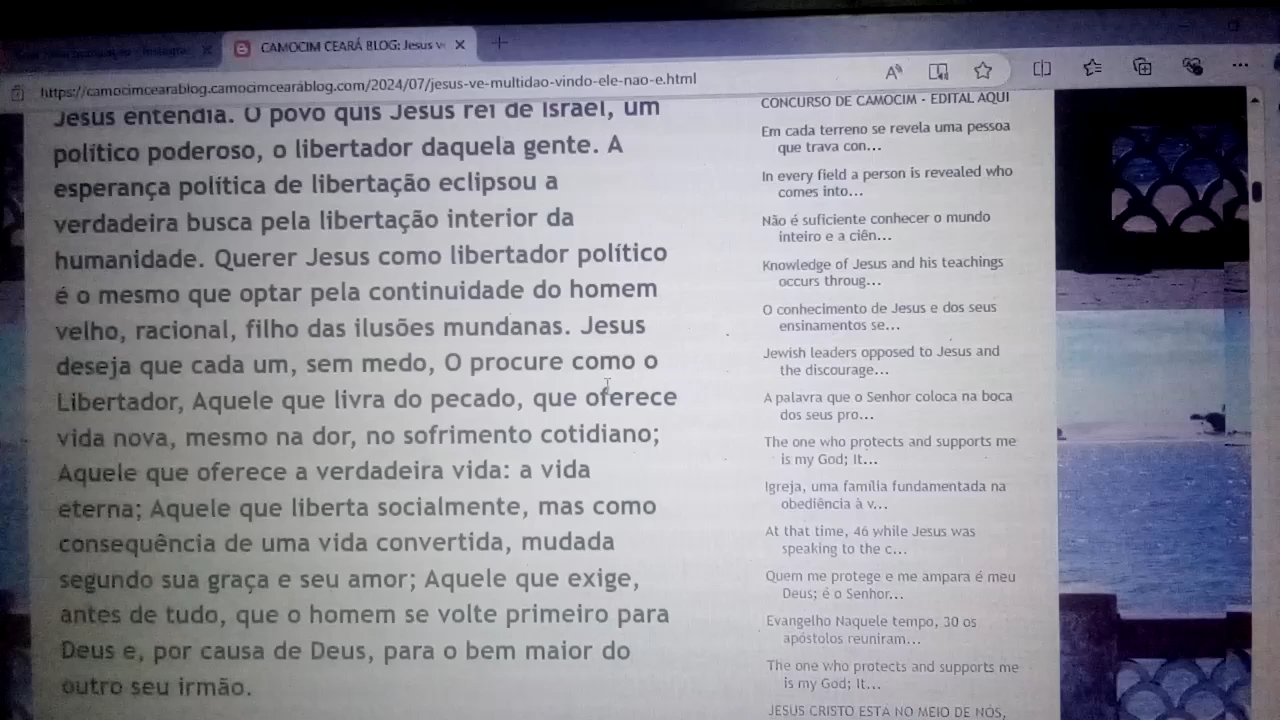 CAMOCIM CEARÁ BLOG: Jesus v
https://camocimcearablog.camocimcearáblog.com/2024/07/jesus-ve-multidao-vindo-ele-nao-e.html
Jesus entendia. O povo quis Jesus rei de Israel, um
político poderoso, o libertador daquela gente. A
esperança política de libertação eclipsou a
verdadeira busca pela libertação interior da
humanidade. Querer Jesus como libertador político
é o mesmo que optar pela continuidade do homem
velho, racional, filho das ilusões mundanas. Jesus
deseja que cada um, sem medo, O procure como o
Libertador, Aquele que livra do pecado, que oferece
vida nova, mesmo na dor, no sofrimento cotidiano;
Aquele que oferece a verdadeira vida: a vida
eterna; Aquele que liberta socialmente, mas como
consequência de uma vida convertida, mudada
segundo sua graça e seu amor; Aquele que exige,
antes de tudo, que o homem se volte primeiro para
Deus e, por causa de Deus, para o bem maior do
outro seu irmão.
CONCURSO DE CAMOCIM - EDITAL AQUI
Em cada terreno se revela uma pessoa
que trava con...
In every field a person is revealed who
comes into...
Não é suficiente conhecer o mundo
inteiro e a ciên...
Knowledge of Jesus and his teachings
occurs throug...
O conhecimento de Jesus e dos seus
ensinamentos se...
Jewish leaders opposed to Jesus and
the discourage...
A palavra que o Senhor coloca na boca
dos seus pro...
The one who protects and supports me
is my God; It...
Igreja, uma família fundamentada na
obediência à v...
At that time, 46 while Jesus was
speaking to the c...
Quem me protege e me ampara é meu
Deus; é o Senhor...
Evangelho Naquele tempo, 30 os
apóstolos reuniram...
The one who protects and supports me
is my God; It...
JESUS CRISTO ESTÁ NO MEIO DE NÓS,